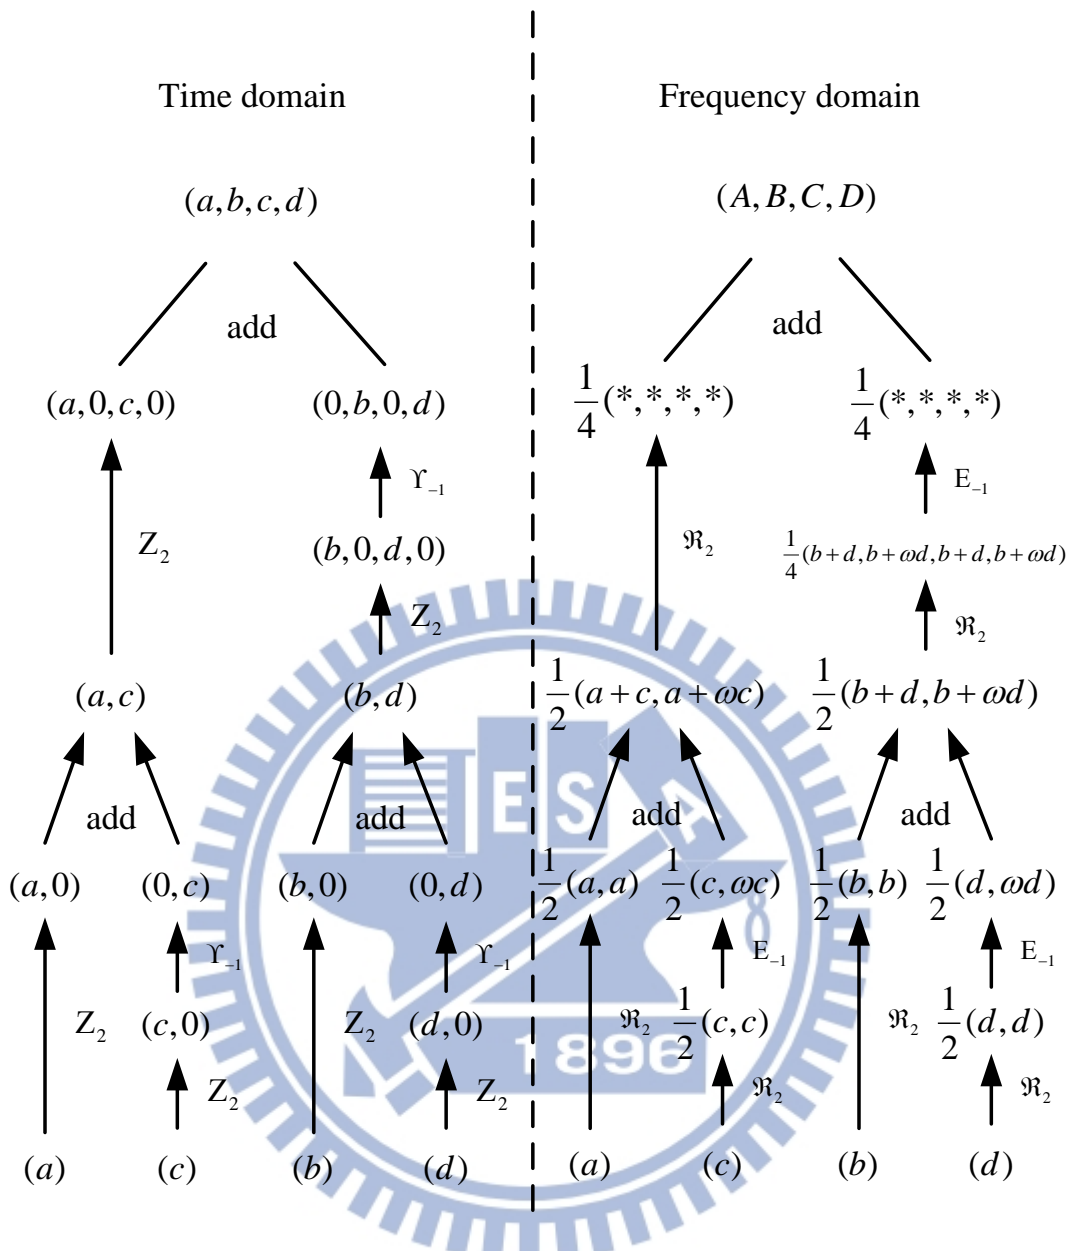 Time domain
Frequency domain
(a,b,c,d)
(A,B,C,D)
add
add
(a,0,c,0)
(0,b,0,d)
1/4(*,*,*,*)
1/4(*,*,*,*)
ϒ₋₁
E₋₁
Z₂
(b,0,d,0)
ℜ₂
1/4(b+d,b+ωd,b+d,b+ωd)
Z₂
ℜ₂
(a,c)
(b,d)
1/2(a+c,a+ωc)
1/2(b+d,b+ωd)
ES
A
add
add
add
add
(a,0)
(0,c)
(b,0)
(0,d)
1/2(a,a)
1/2(c,ωc)
1/2(b,b)
1/2(d,ωd)
ϒ₋₁
ϒ₋₁
E₋₁
E₋₁
Z₂
(c,0)
Z₂
(d,0)
ℜ₂
1/2(c,c)
ℜ₂
1/2(d,d)
1896
Z₂
Z₂
ℜ₂
ℜ₂
(a)
(c)
(b)
(d)
(a)
(c)
(b)
(d)